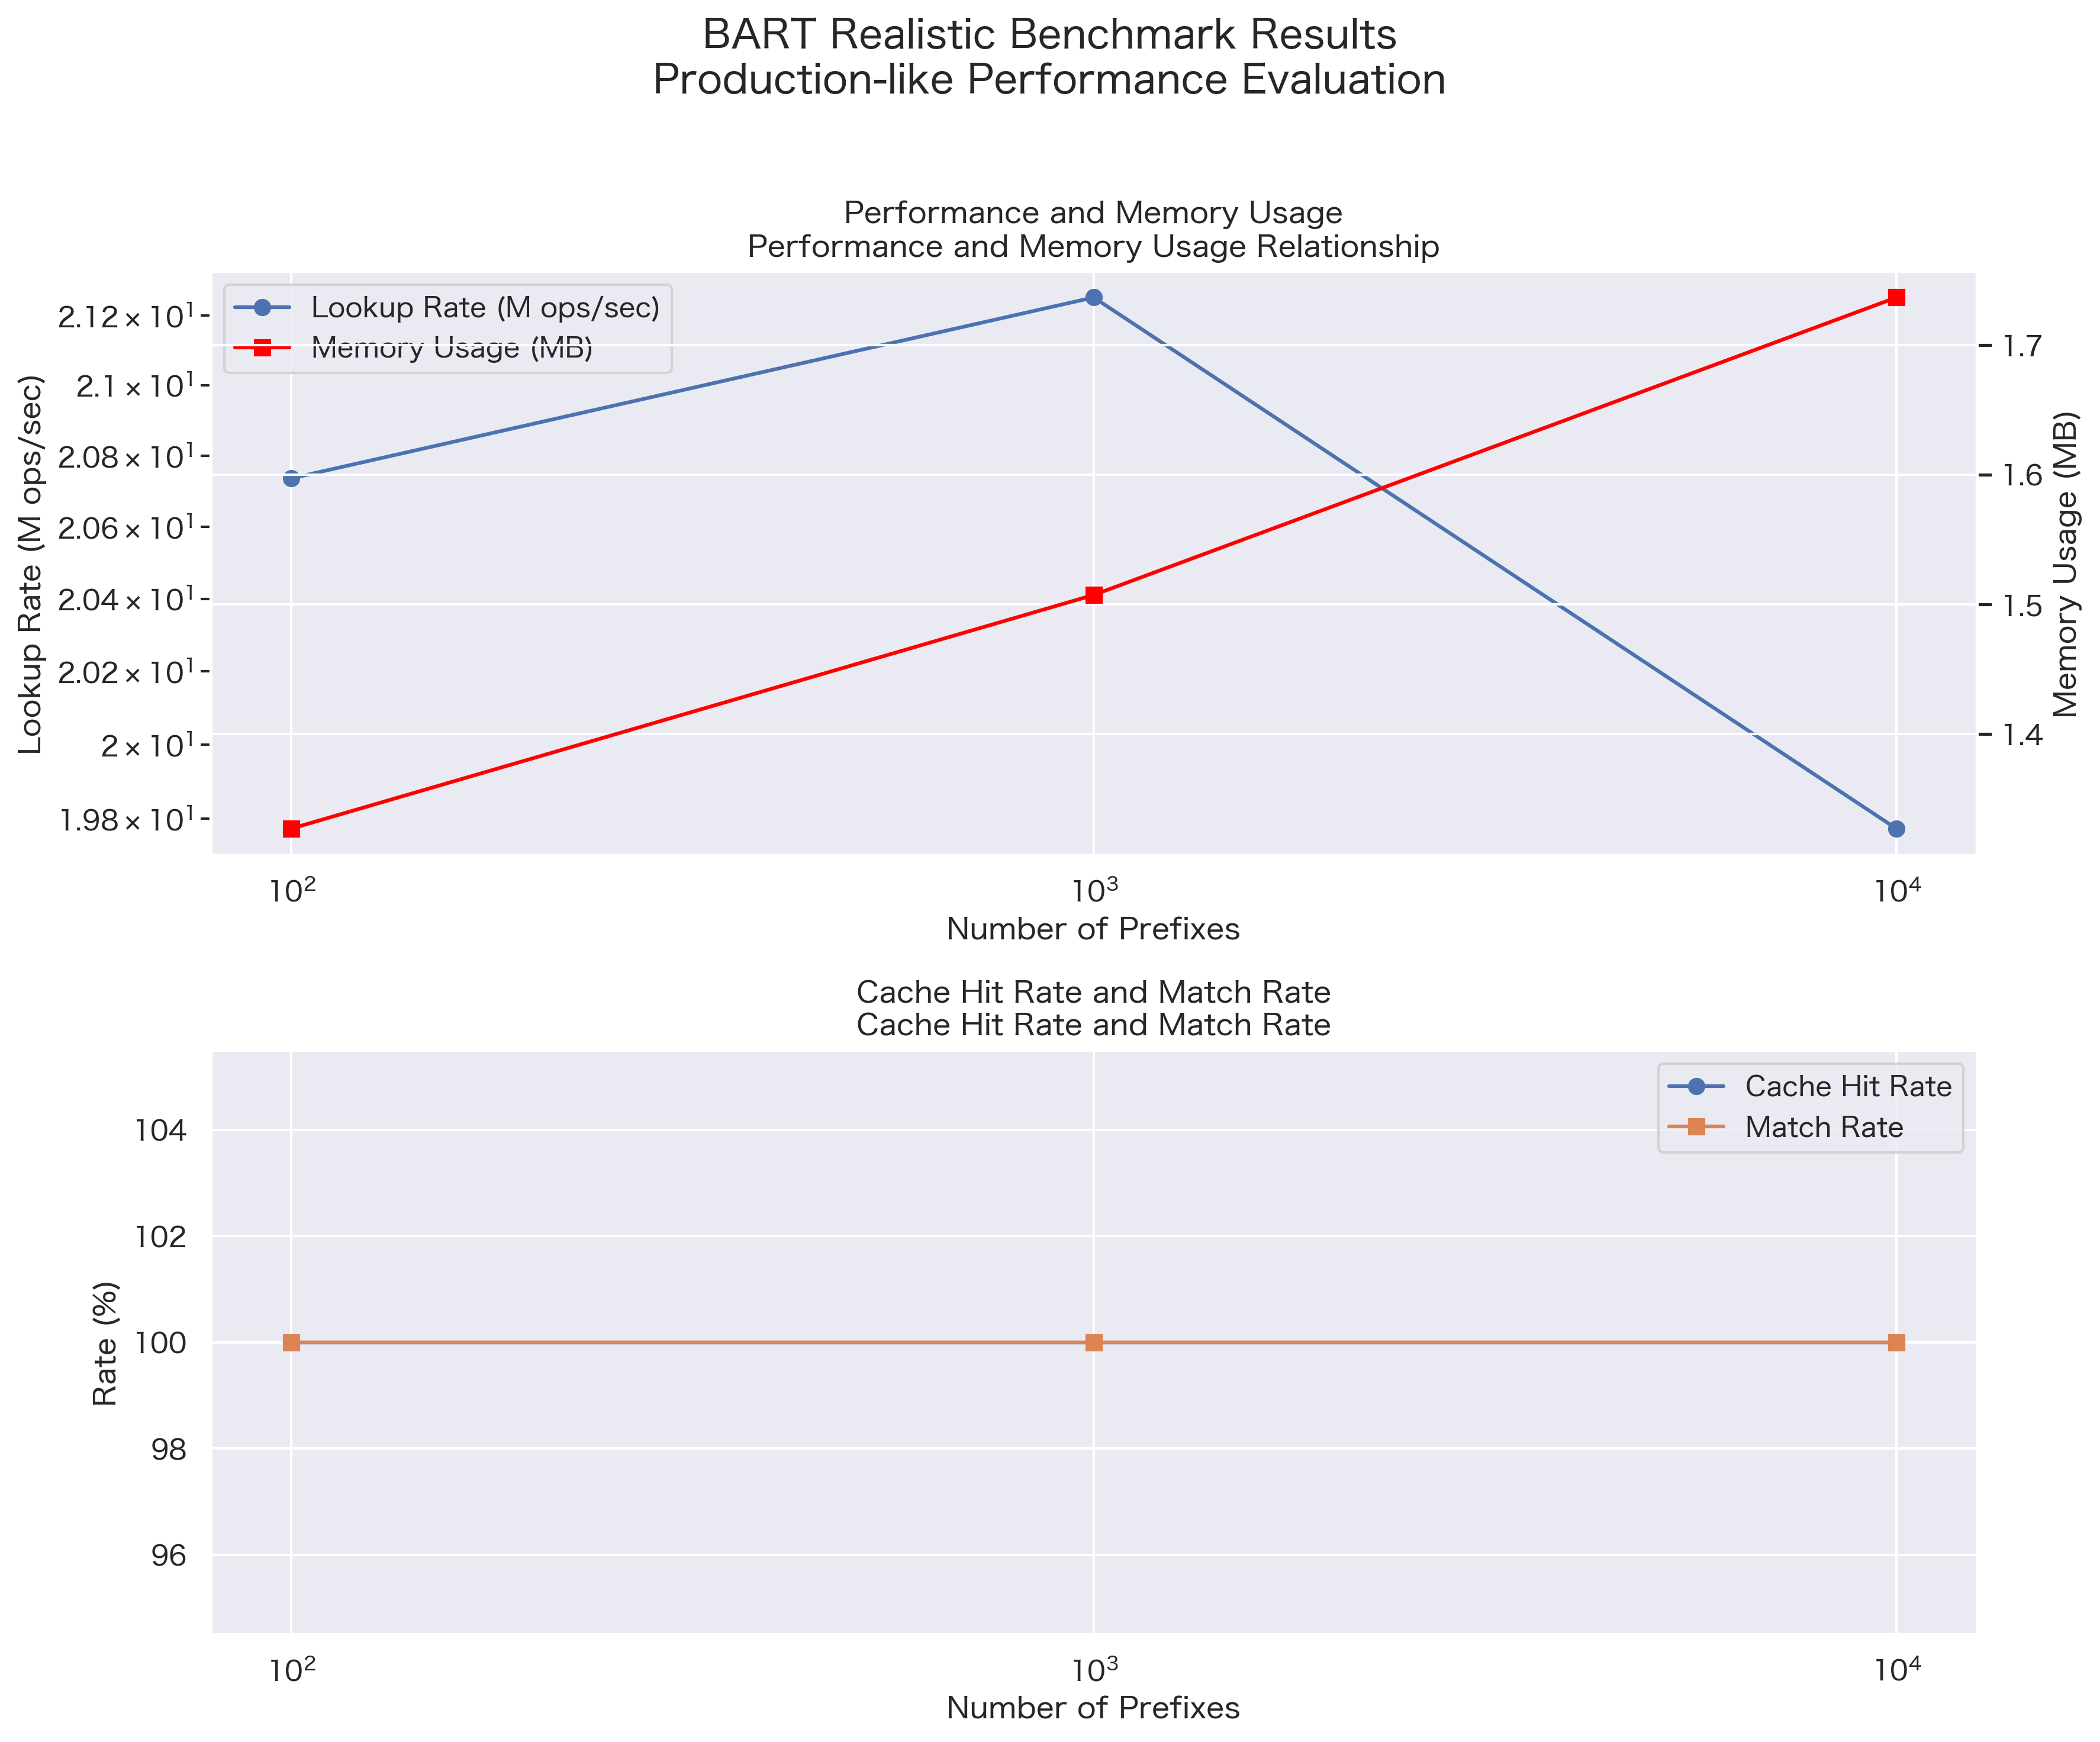 BART Realistic Benchmark Results
Production-like Performance Evaluation
Performance and Memory Usage
Performance and Memory Usage Relationship
Lookup Rate (M ops/sec)
Memory Usage (MB)
Lookup Rate (M ops/sec)
2.12 × 10¹
2.1 × 10¹
2.08 × 10¹
2.06 × 10¹
2.04 × 10¹
2.02 × 10¹
2 × 10¹
1.98 × 10¹
1.7
1.6
1.5
1.4
Memory Usage (MB)
10² 10³ 10⁴
Number of Prefixes
Cache Hit Rate and Match Rate
Cache Hit Rate and Match Rate
Cache Hit Rate
Match Rate
Rate (%)
104
102
100
98
96
10² 10³ 10⁴
Number of Prefixes